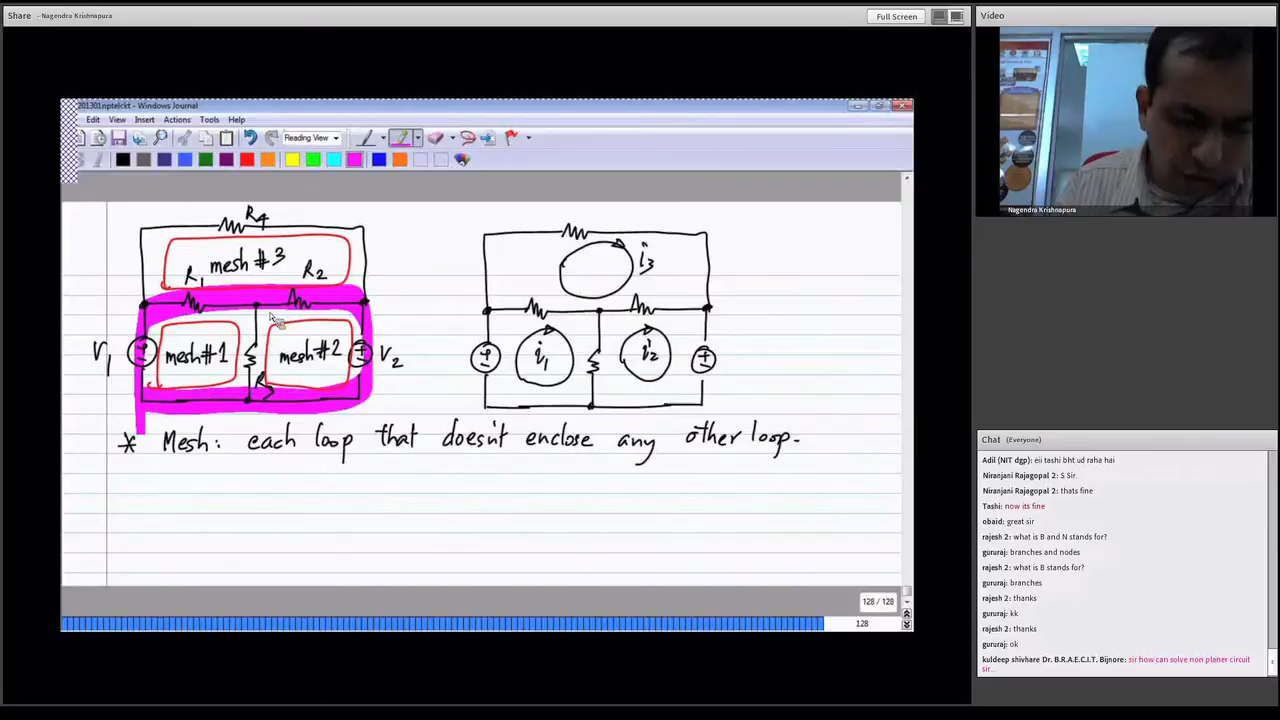 Share - Nagendra Krishnapura
Full Screen
Video
201301nptelckt - Windows Journal
Edit View Insert Actions Tools Help
Reading View
R4
mesh #3
R1
R2
V1
mesh#1
mesh#2
V2
R3
i3
i1
i2
* Mesh: each loop that doesn't enclose any other loop.
128 / 128
128
Nagendra Krishnapura
Chat (Everyone)
Adil (NIT dgp): eii tashi bht ud raha hai
Niranjani Rajagopal 2: S Sir.
Niranjani Rajagopal 2: thats fine
Tashi: now its fine
obaid: great sir
rajesh 2: what is B and N stands for?
gururaj: branches and nodes
rajesh 2: what is B stands for?
gururaj: branches
rajesh 2: thanks
gururaj: kk
rajesh 2: thanks
gururaj: ok
kuldeep shivhare Dr. B.R.A.E.C.I.T. Bijnore: sir how can solve non planer circuit
sir...